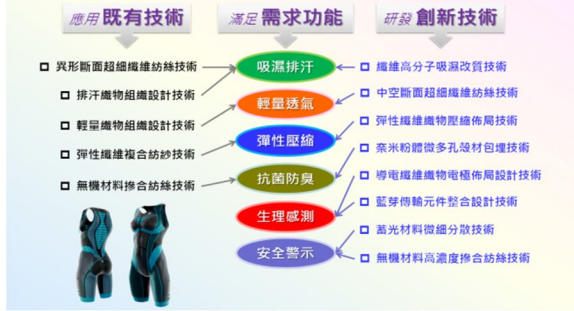 應用 既有技術
滿足 需求功能
研發 創新技術
異形斷面超細纖維紡絲技術
排汗織物組織設計技術
輕量織物組織設計技術
彈性纖維複合紡紗技術
無機材料摻合紡絲技術
吸濕排汗
輕量透氣
彈性壓縮
抗菌防臭
生理感測
安全警示
纖維高分子吸濕改質技術
中空斷面超細纖維紡絲技術
彈性纖維織物壓縮佈局技術
奈米粉體微多孔殼材包埋技術
導電纖維織物電極佈局設計技術
藍芽傳輸元件整合設計技術
蓄光材料微細分散技術
無機材料高濃度摻合紡絲技術